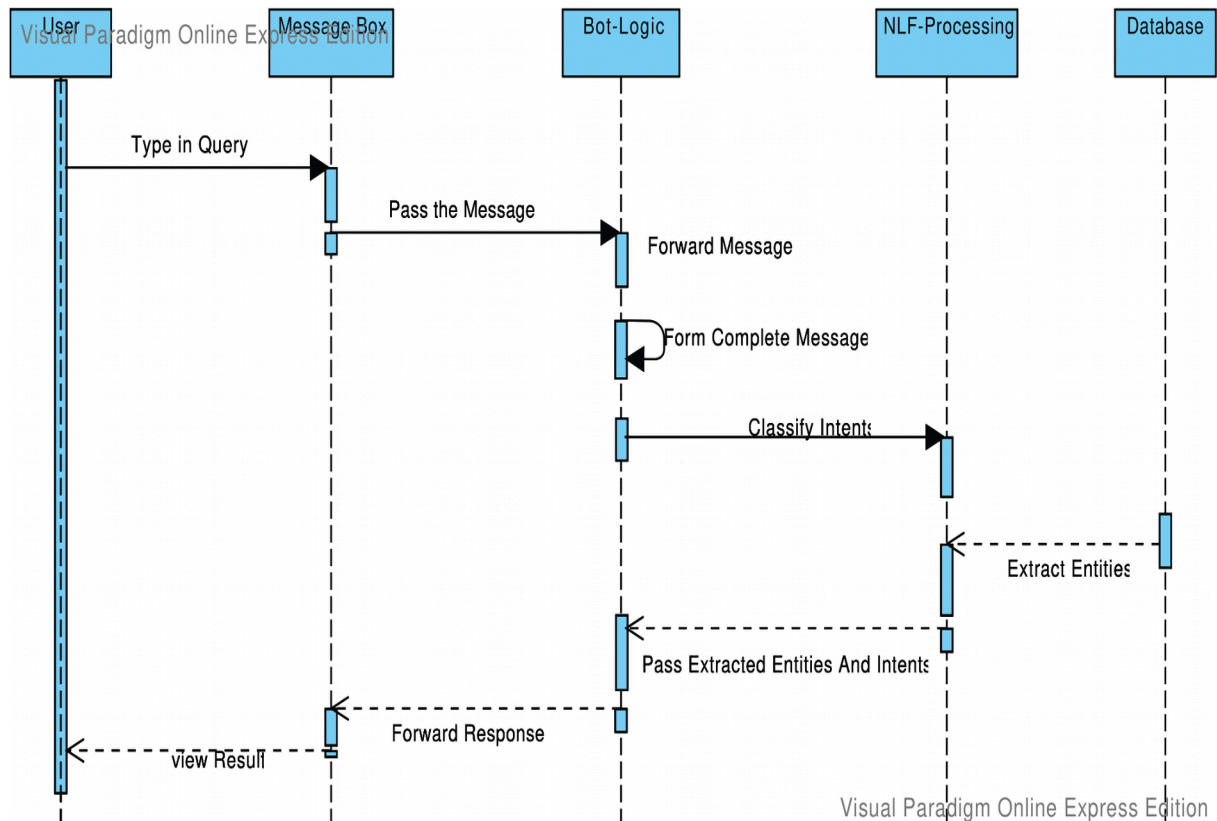 User
Message Box
Bot-Logic
NLF-Processing
Database
Visual Paradigm Online Express Edition
Type in Query
Pass the Message
Forward Message
Form Complete Message
Classify Intents
Extract Entities
Pass Extracted Entities And Intents
Forward Response
view Result
Visual Paradigm Online Express Edition